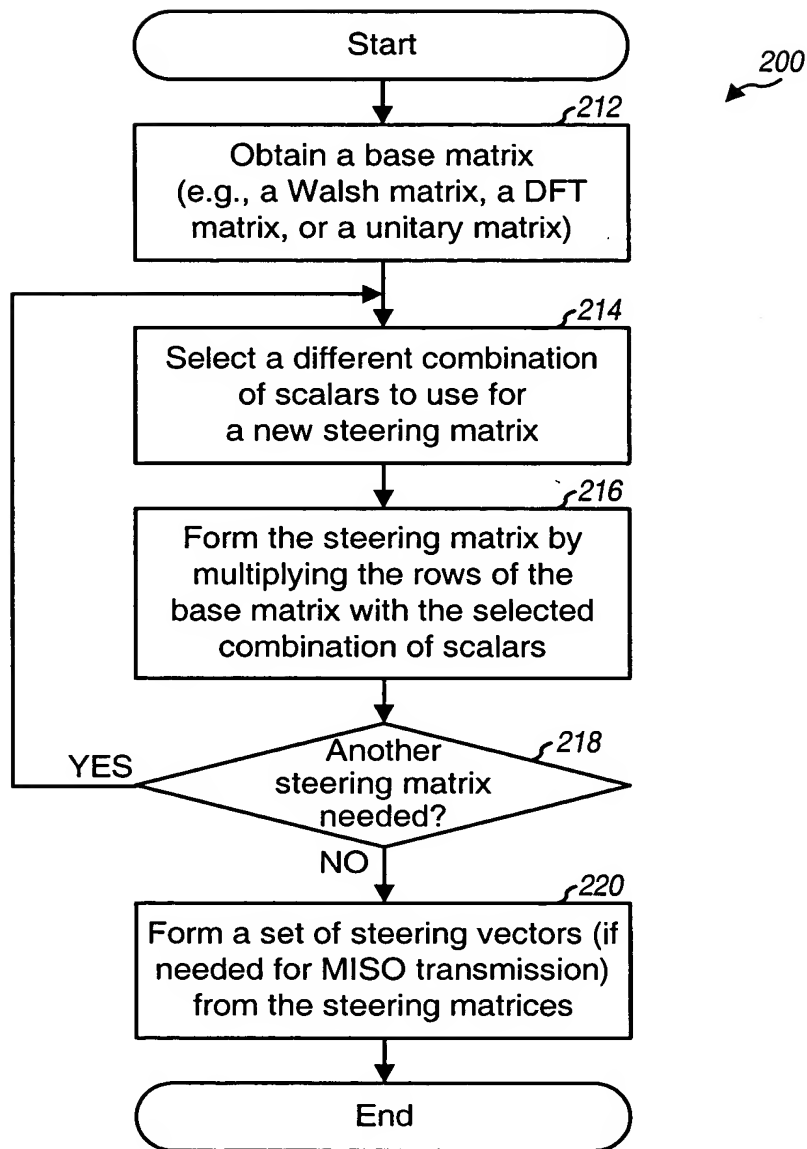 Start
200
212
Obtain a base matrix
(e.g., a Walsh matrix, a DFT
matrix, or a unitary matrix)
214
Select a different combination
of scalars to use for
a new steering matrix
216
Form the steering matrix by
multiplying the rows of the
base matrix with the selected
combination of scalars
218
Another
steering matrix
needed?
YES
NO
220
Form a set of steering vectors (if
needed for MISO transmission)
from the steering matrices
End